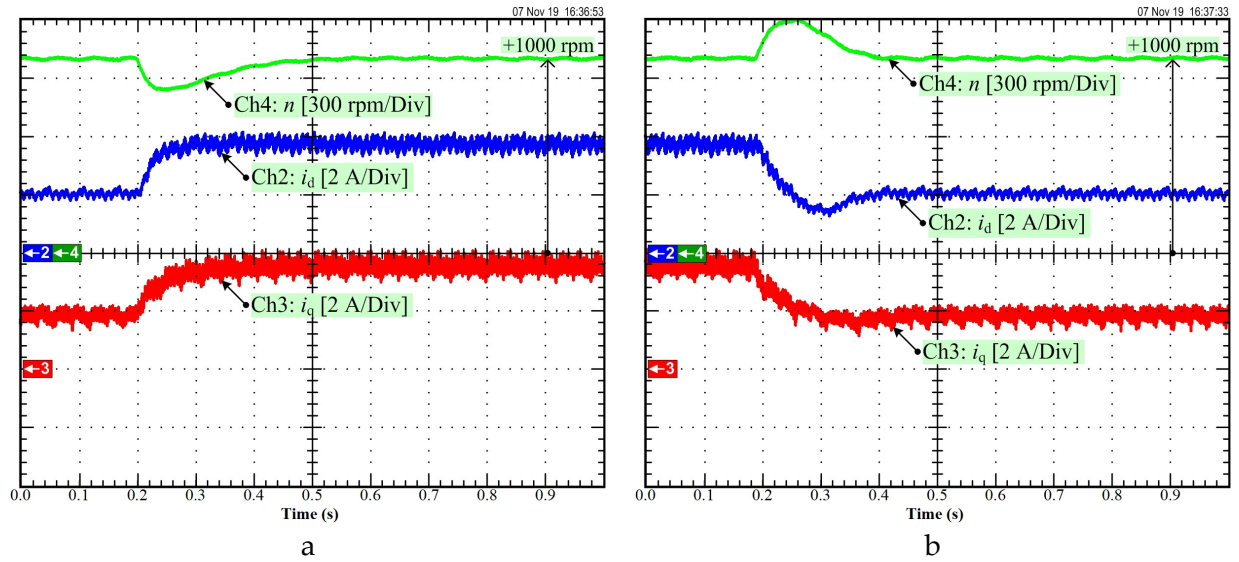 07 Nov 19 16:36:53
+1000 rpm
Ch4: n [300 rpm/Div]
Ch2: id [2 A/Div]
2
4
Ch3: iq [2 A/Div]
3
0.0 0.1 0.2 0.3 0.4 0.5 0.6 0.7 0.8 0.9
Time (s)
a
07 Nov 19 16:37:33
+1000 rpm
Ch4: n [300 rpm/Div]
Ch2: id [2 A/Div]
2
4
Ch3: iq [2 A/Div]
3
0.0 0.1 0.2 0.3 0.4 0.5 0.6 0.7 0.8 0.9
Time (s)
b